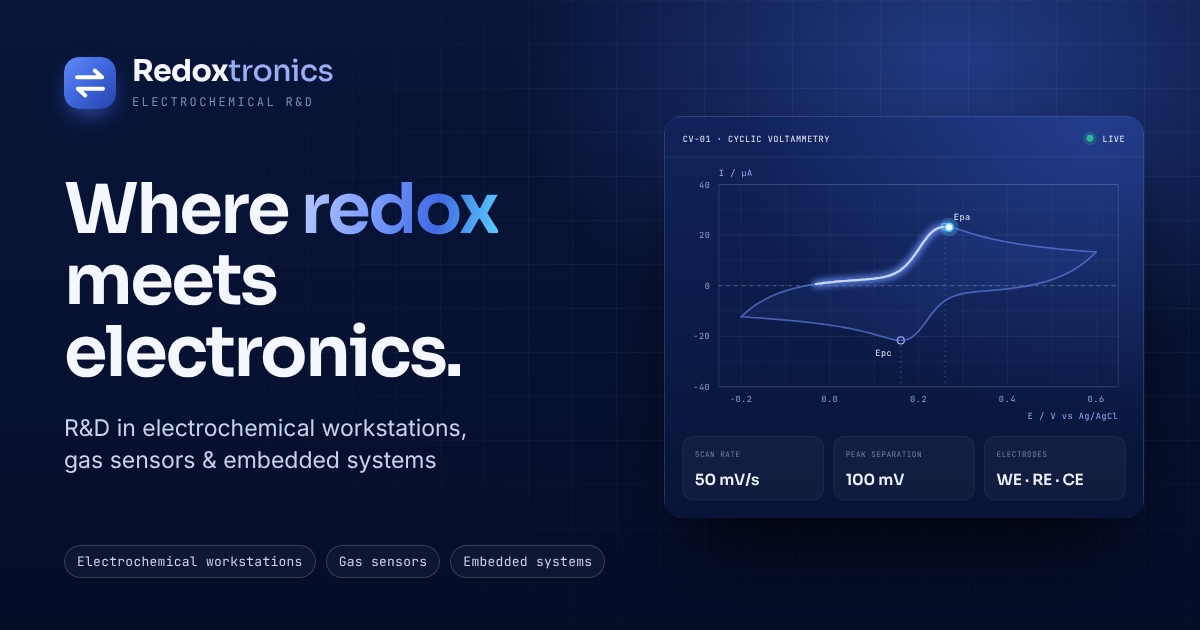 Redoxtronics
ELECTROCHEMICAL R&D
Where redox
meets
electronics.
R&D in electrochemical workstations,
gas sensors & embedded systems
Electrochemical workstations
Gas sensors
Embedded systems
CV-01 · CYCLIC VOLTAMMETRY
LIVE
I / µA
40
20
0
-20
-40
Epa
Epc
-0.2
0.0
0.2
0.4
0.6
E / V vs Ag/AgCl
SCAN RATE
50 mV/s
PEAK SEPARATION
100 mV
ELECTRODES
WE · RE · CE